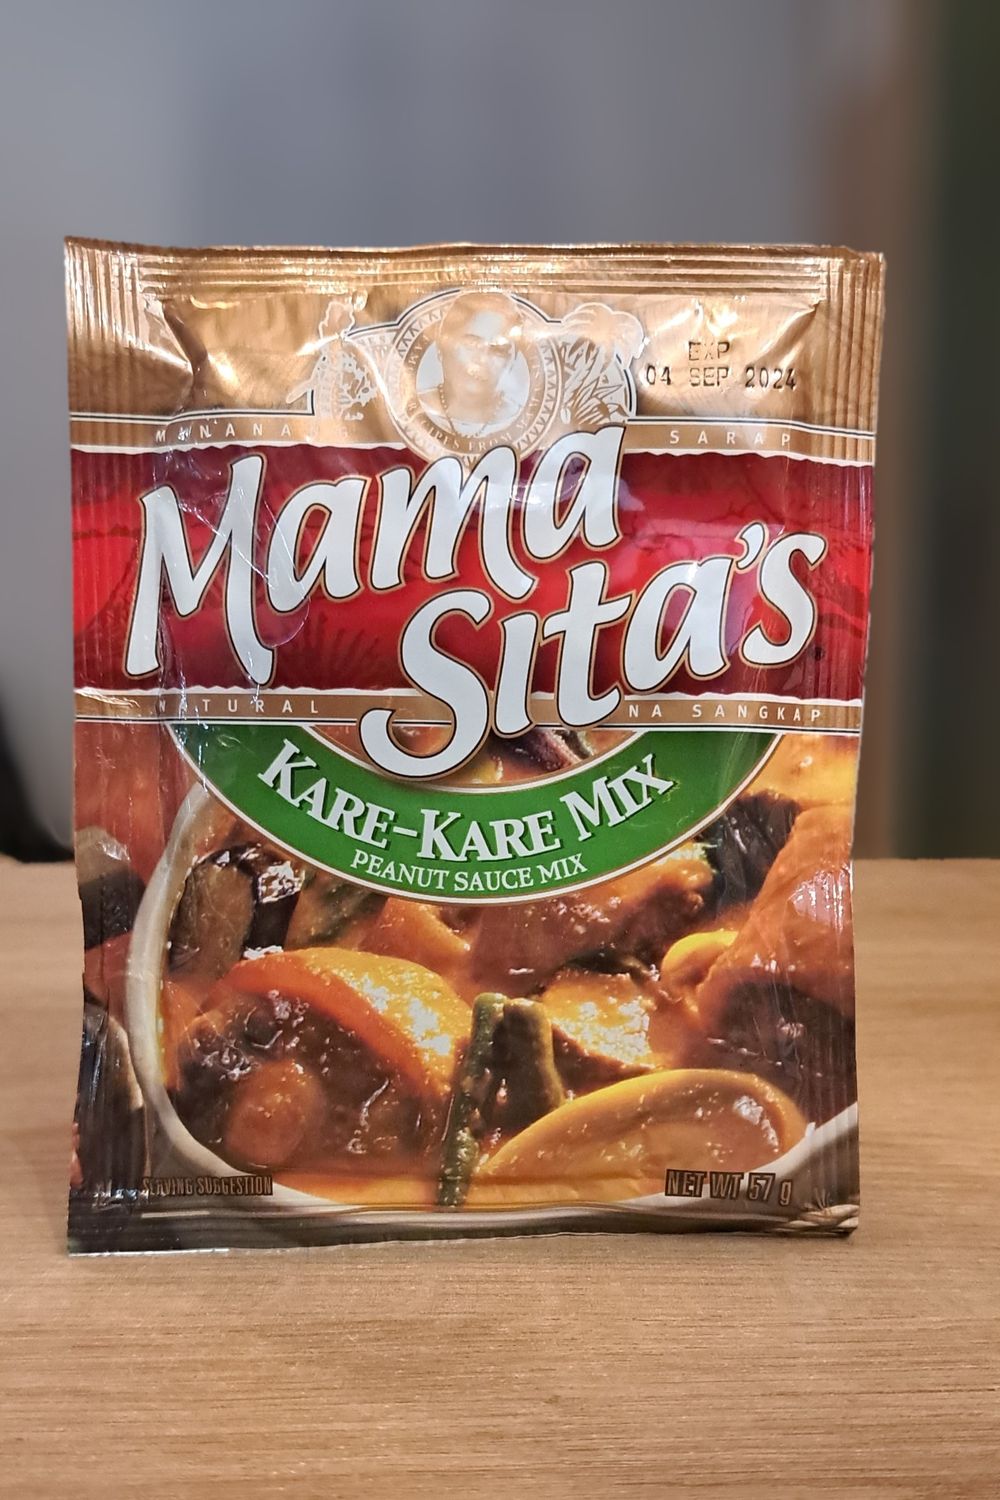 EXP
04 SEP 2024
MANANATILING SARAP
Mama
Sita's
NATURAL NA SANGKAP
KARE-KARE MIX
PEANUT SAUCE MIX
SERVING SUGGESTION
NET WT 57 g